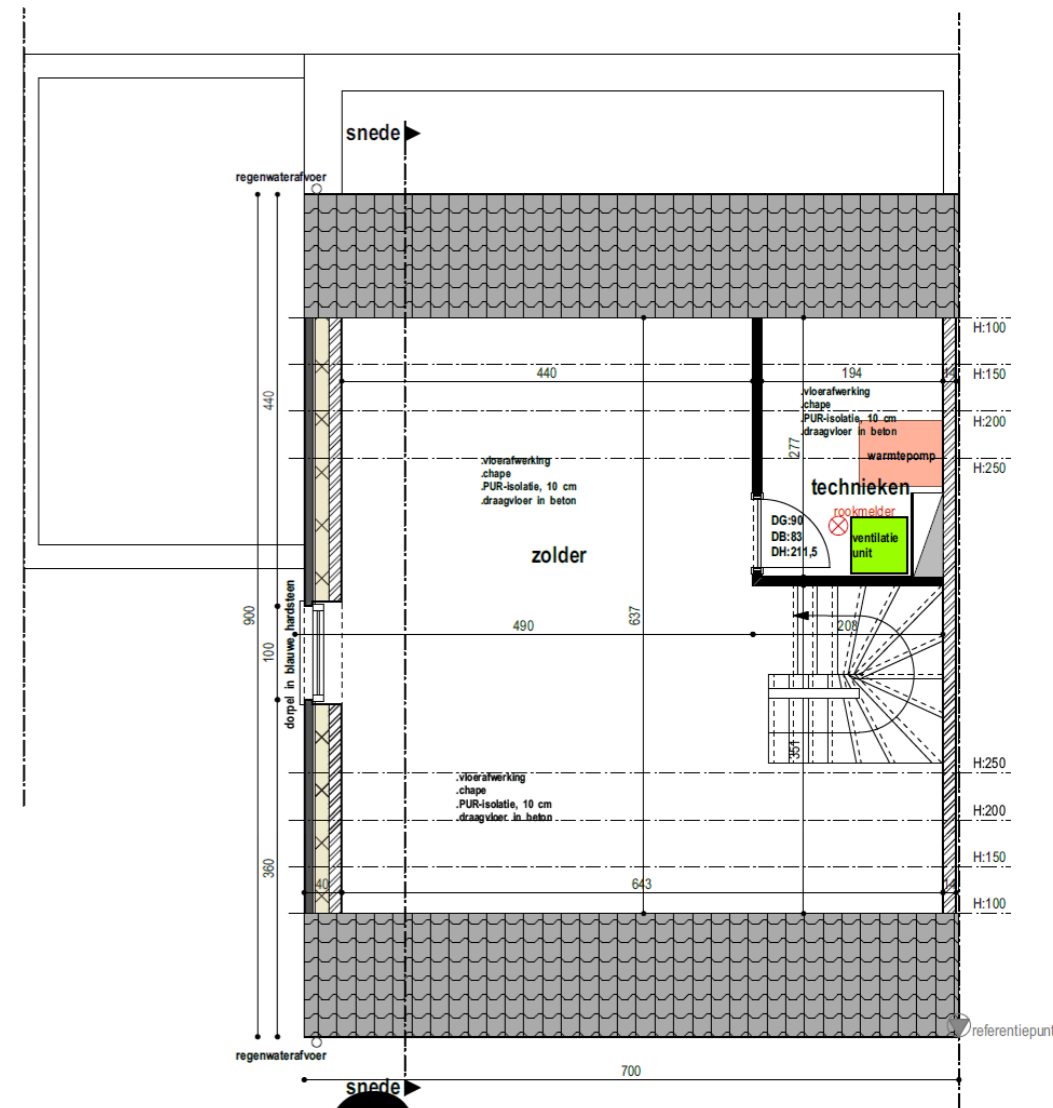 snede
regenwaterafvoer
H:100
440
194
14
H:150
.vloerafwerking
.chape
.PUR-isolatie, 10 cm
.draagvloer in beton
440
H:200
277
warmtepomp
.vloerafwerking
.chape
.PUR-isolatie, 10 cm
.draagvloer in beton
H:250
technieken
rookmelder
DG:90
DB:83
DH:211,5
ventilatie
unit
zolder
900
100
dorpel in blauwe hardsteen
490
637
208
351
H:250
.vloerafwerking
.chape
.PUR-isolatie, 10 cm
.draagvloer in beton
H:200
H:150
360
40
643
14
H:100
referentiepunt
regenwaterafvoer
700
snede